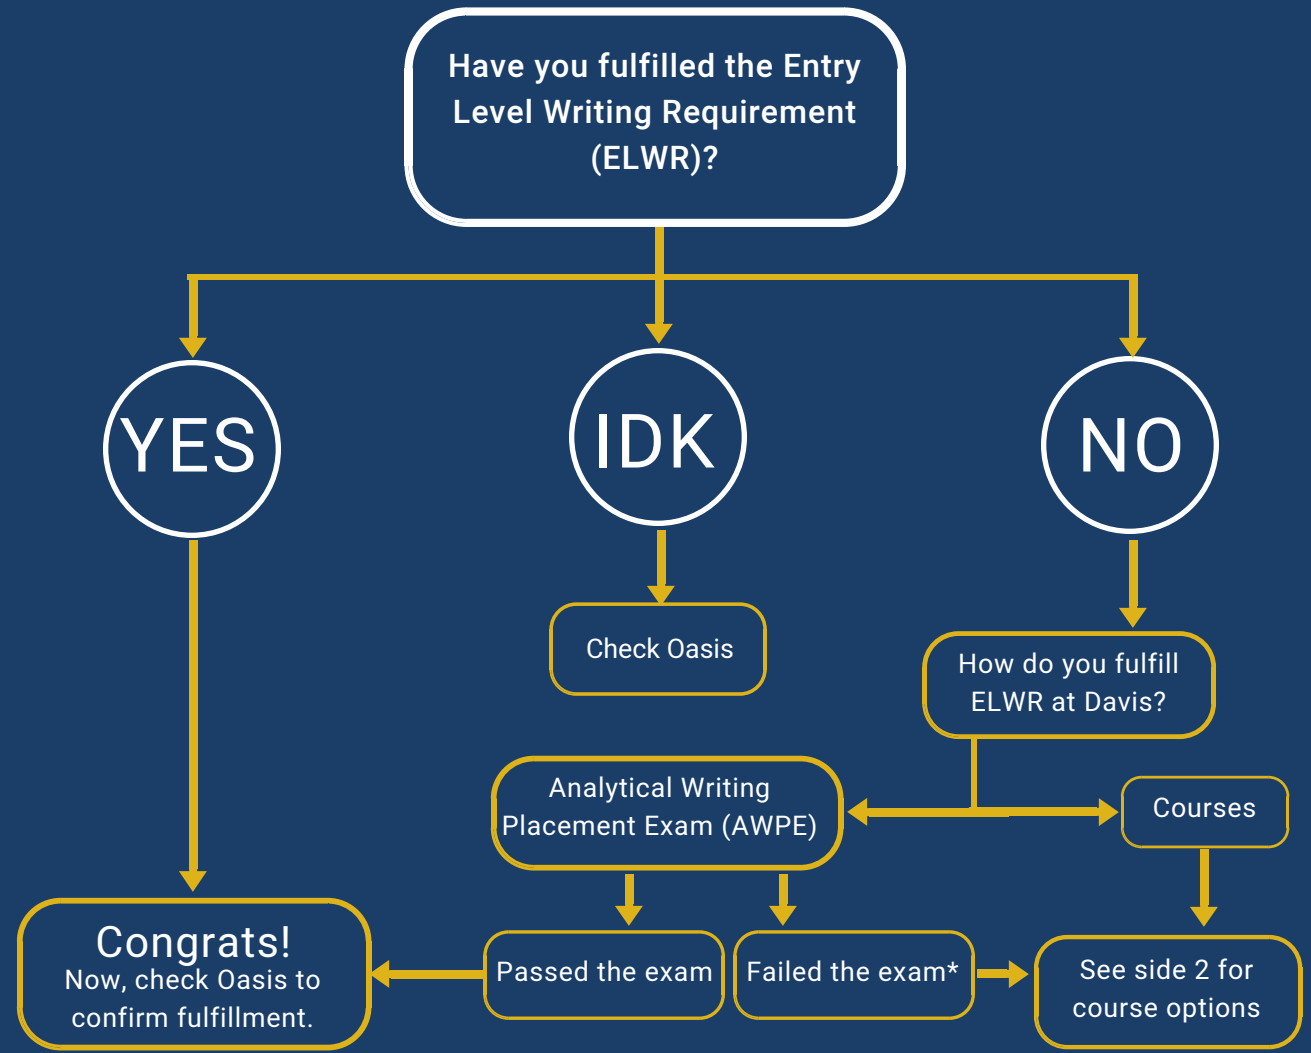 Have you fulfilled the Entry
Level Writing Requirement
(ELWR)?
YES
IDK
NO
Check Oasis
How do you fulfill
ELWR at Davis?
Analytical Writing
Placement Exam (AWPE)
Courses
Congrats!
Now, check Oasis to
confirm fulfillment.
Passed the exam
Failed the exam*
See side 2 for
course options